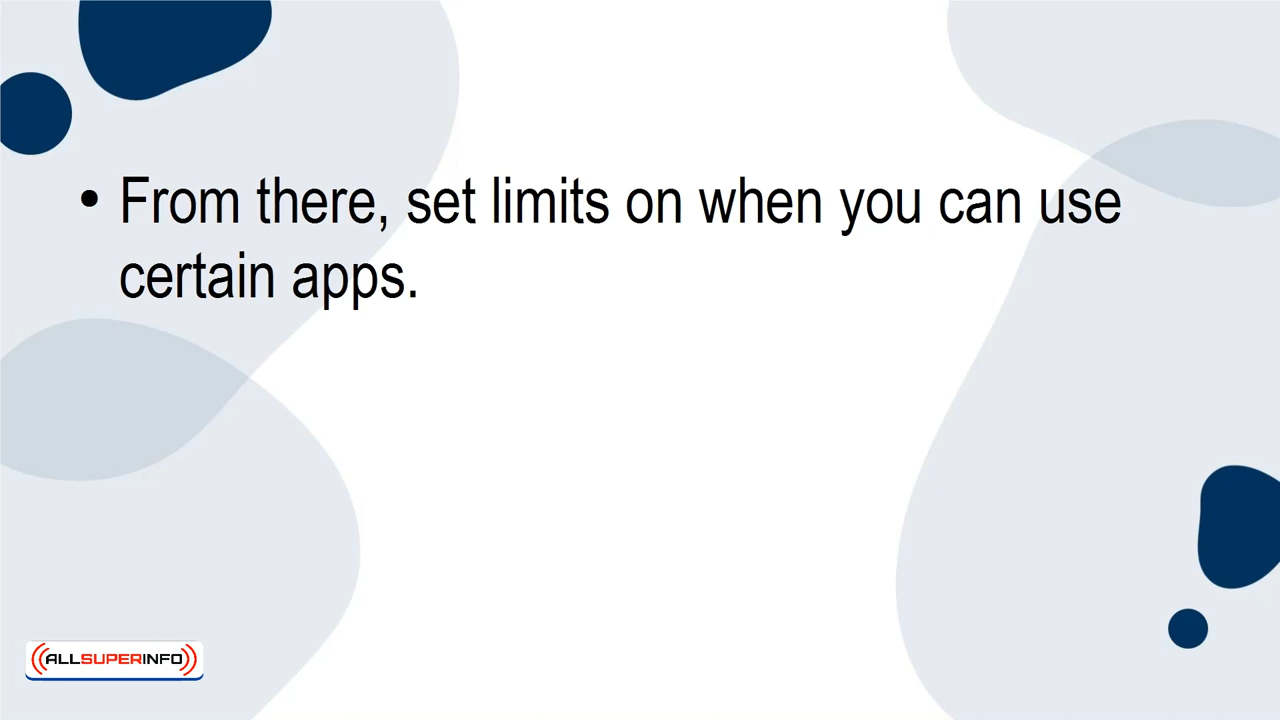 • From there, set limits on when you can use
certain apps.
ALLSUPERINFO